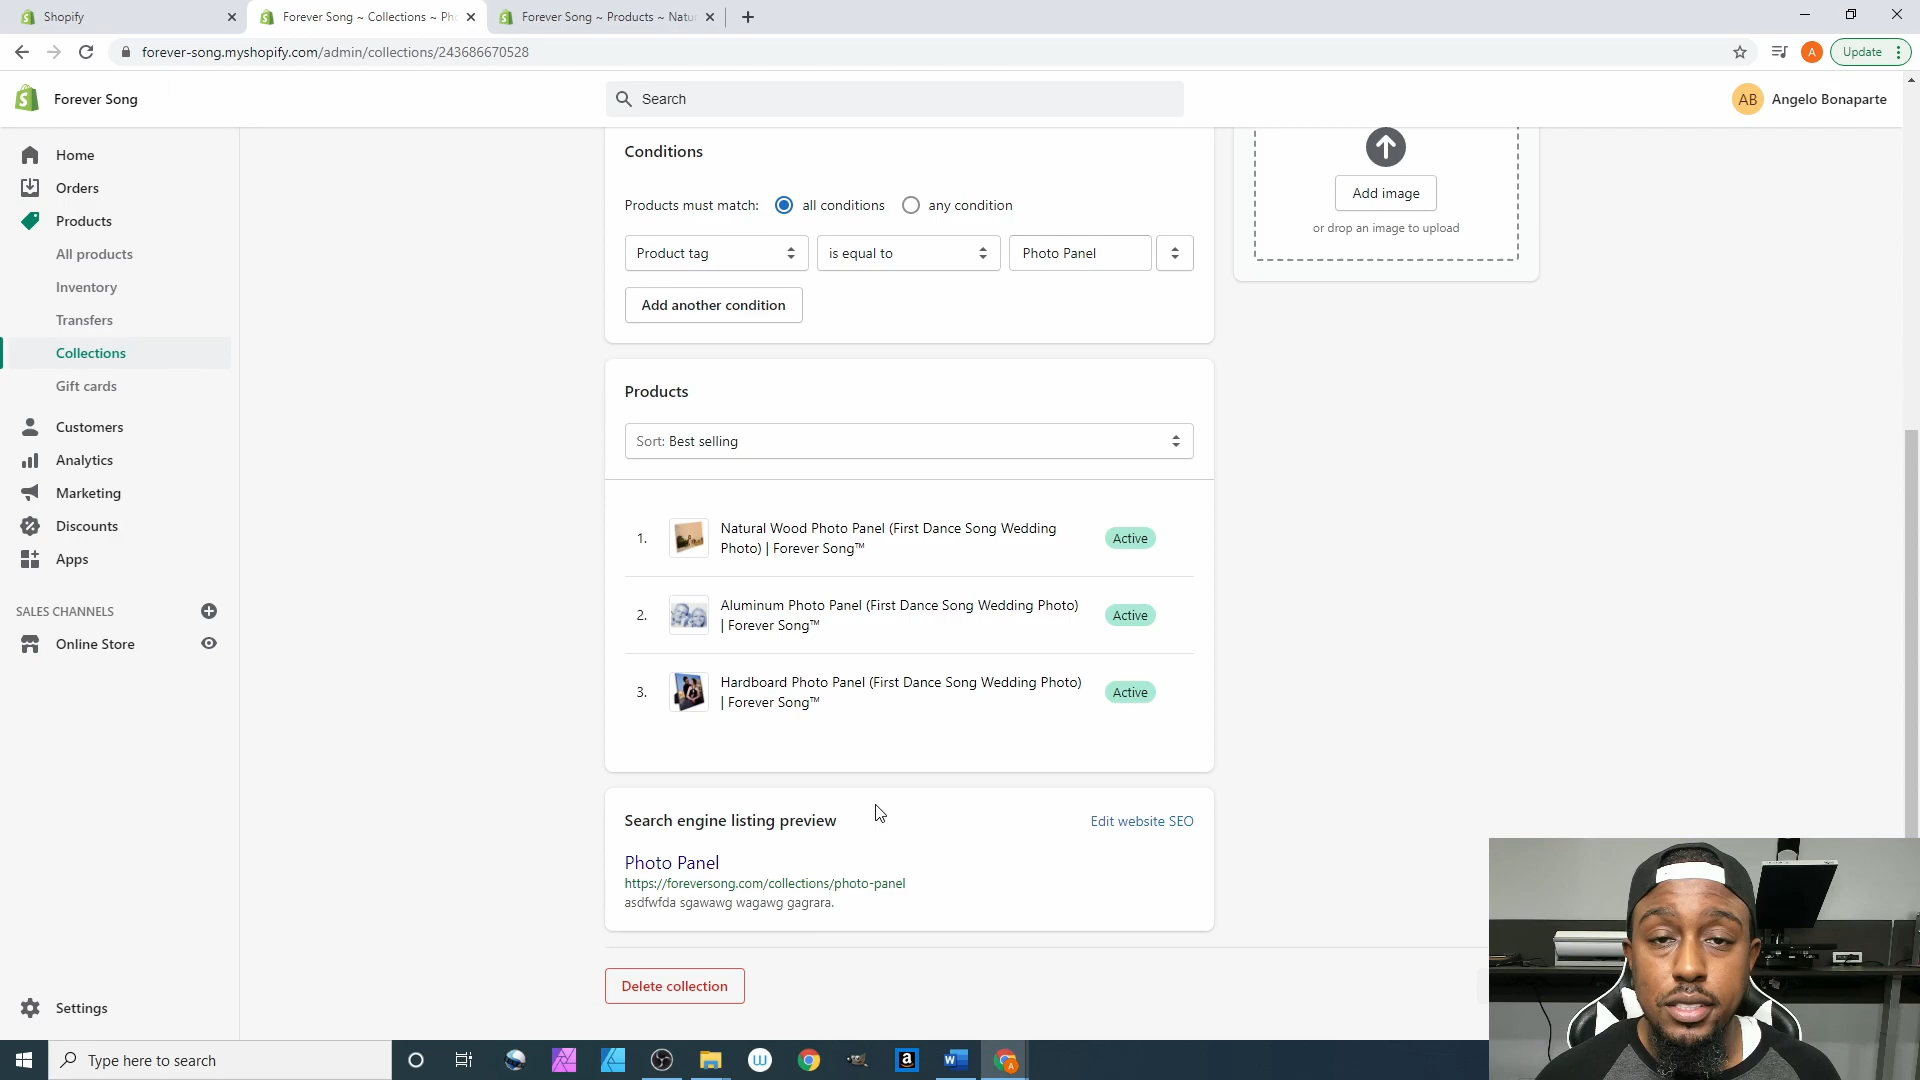 Shopify
Forever Song ~ Collections ~ Pho
Forever Song ~ Products ~ Natu
forever-song.myshopify.com/admin/collections/243686670528
A
Update
Forever Song
Search
AB
Angelo Bonaparte
Home
Orders
Products
All products
Inventory
Transfers
Collections
Gift cards
Customers
Analytics
Marketing
Discounts
Apps
SALES CHANNELS
Online Store
Settings
Conditions
Products must match:
all conditions
any condition
Product tag
is equal to
Photo Panel
Add another condition
Add image
or drop an image to upload
Products
Sort: Best selling
1.
Natural Wood Photo Panel (First Dance Song Wedding
Photo) | Forever Song™
Active
2.
Aluminum Photo Panel (First Dance Song Wedding Photo)
| Forever Song™
Active
3.
Hardboard Photo Panel (First Dance Song Wedding Photo)
| Forever Song™
Active
Search engine listing preview
Edit website SEO
Photo Panel
https://foreversong.com/collections/photo-panel
asdfwfda sgawawg wagawg gagrara.
Delete collection
Type here to search